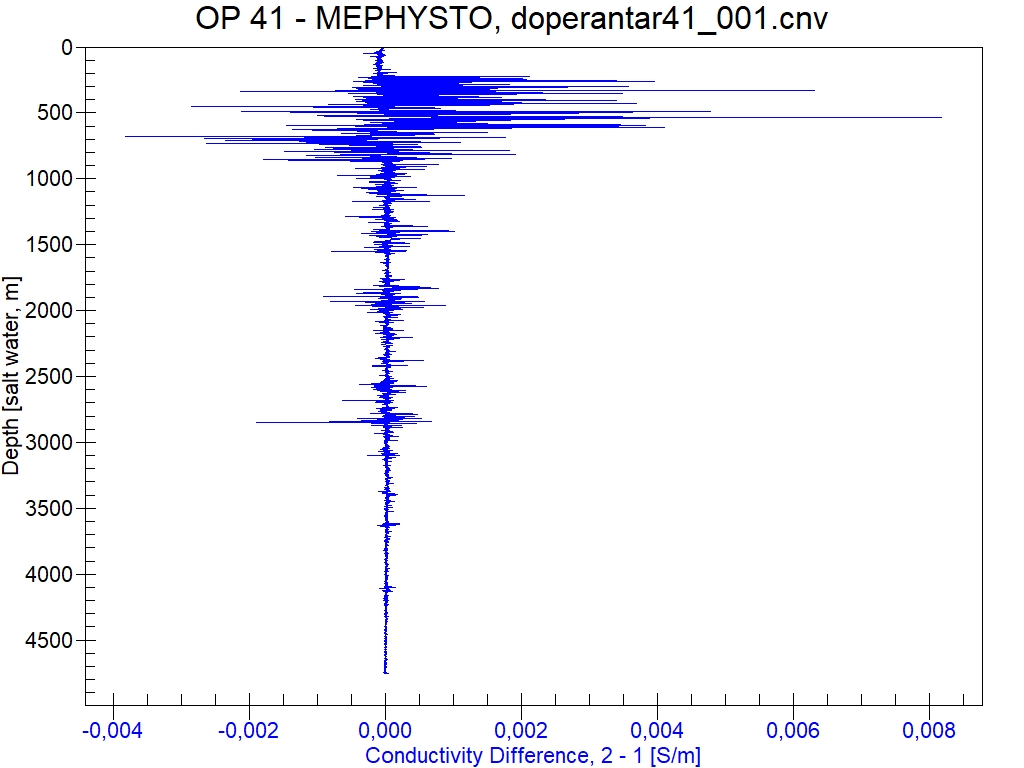 OP 41 - MEPHYSTO, doperantar41_001.cnv
0
500
1000
1500
2000
2500
3000
3500
4000
4500
Depth [salt water, m]
-0,004 -0,002 0,000 0,002 0,004 0,006 0,008
Conductivity Difference, 2 - 1 [S/m]